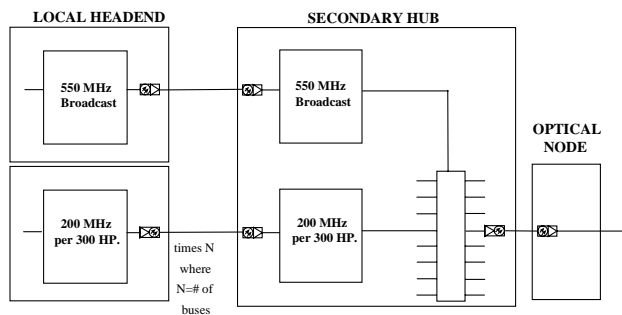 LOCAL HEADEND
SECONDARY HUB
550 MHz
Broadcast
550 MHz
Broadcast
OPTICAL
NODE
200 MHz
per 300 HP.
times N
where
N=# of
buses
200 MHz
per 300 HP.